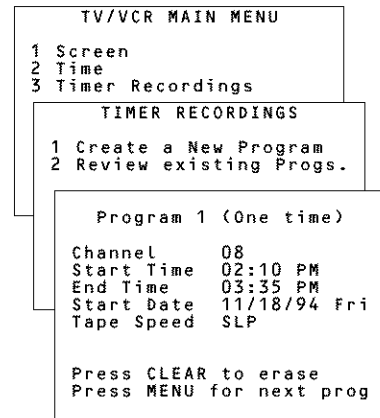 TV/VCR MAIN MENU
1 Screen
2 Time
3 Timer Recordings
TIMER RECORDINGS
1 Create a New Program
2 Review existing Progs.
Program 1 (One time)
Channel 08
Start Time 02:10 PM
End Time 03:35 PM
Start Date 11/18/94 Fri
Tape Speed SLP
Press CLEAR to erase
Press MENU for next prog